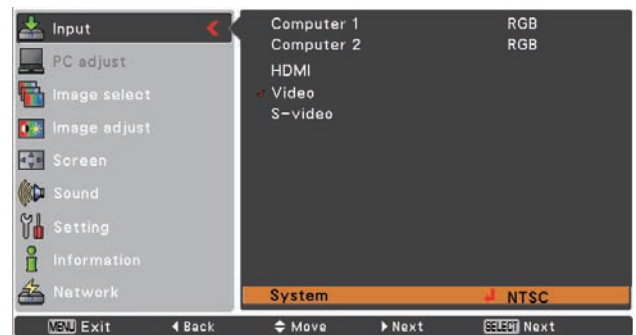 Input
PC adjust
Image select
Image adjust
Screen
Sound
Setting
Information
Network
Computer 1 RGB
Computer 2 RGB
HDMI
Video
S-video
System NTSC
MENU Exit Back Move Next SELECT Next